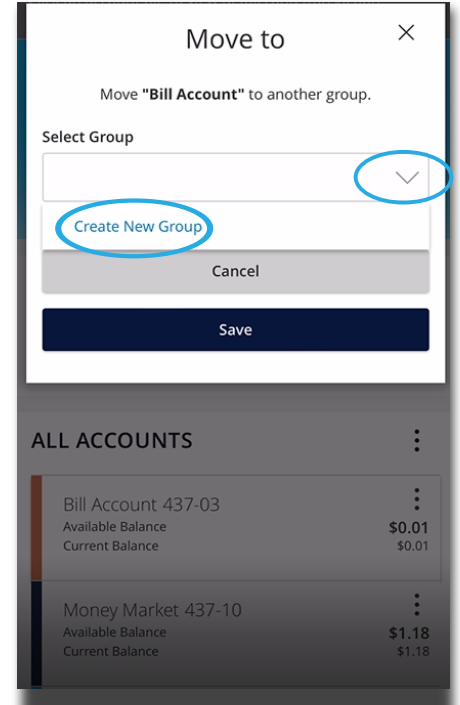 Move to
Move "Bill Account" to another group.
Select Group
Create New Group
Cancel
Save
ALL ACCOUNTS
Bill Account 437-03
Available Balance $0.01
Current Balance $0.01
Money Market 437-10
Available Balance $1.18
Current Balance $1.18